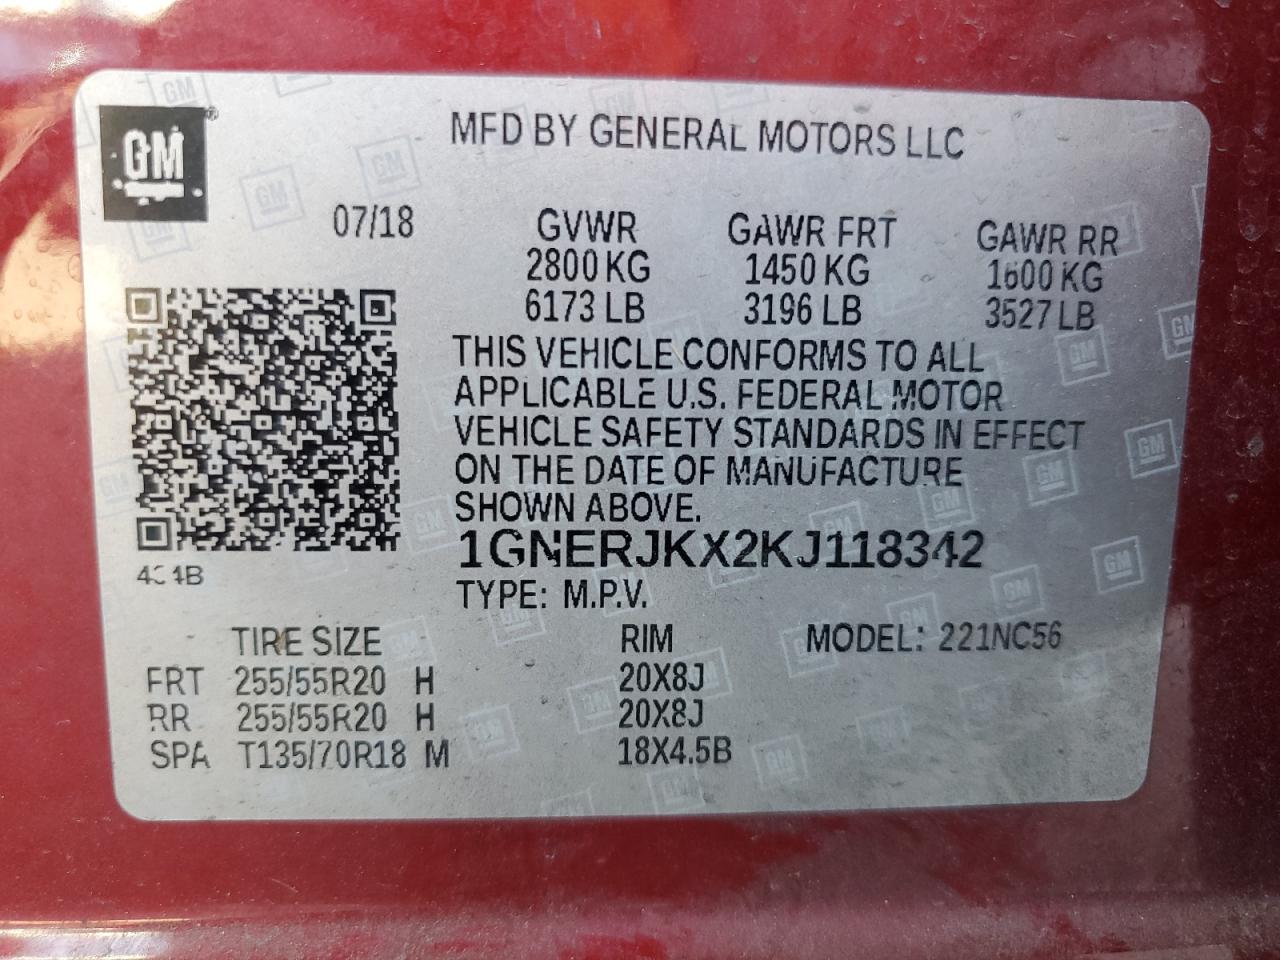 GM
MFD BY GENERAL MOTORS LLC
07/18 GVWR GAWR FRT GAWR RR
2800 KG 1450 KG 1600 KG
6173 LB 3196 LB 3527 LB
THIS VEHICLE CONFORMS TO ALL
APPLICABLE U.S. FEDERAL MOTOR
VEHICLE SAFETY STANDARDS IN EFFECT
ON THE DATE OF MANUFACTURE
SHOWN ABOVE.
1GNERJKX2KJ118342
TYPE: M.P.V.
TIRE SIZE RIM MODEL: 221NC56
FRT 255/55R20 H 20X8J
RR 255/55R20 H 20X8J
SPA T135/70R18 M 18X4.5B